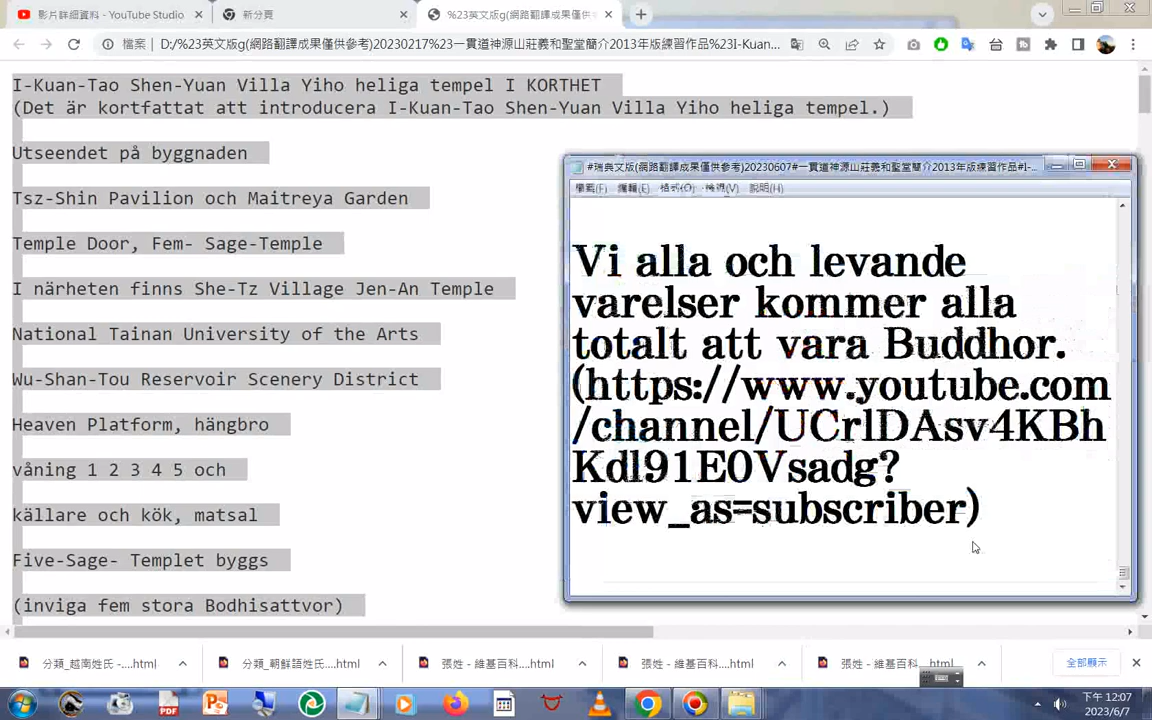 影片詳細資料 - YouTube Studio
新分頁
%23英文版g(網路翻譯成果僅供
檔案
D:/%23英文版g(網路翻譯成果僅供參考)20230217%23一貫道神源山莊義和聖堂簡介2013年版練習作品%23I-Kuan...
I-Kuan-Tao Shen-Yuan Villa Yiho heliga tempel I KORTHET
(Det är kortfattat att introducera I-Kuan-Tao Shen-Yuan Villa Yiho heliga tempel.)
Utseendet på byggnaden
Tsz-Shin Pavilion och Maitreya Garden
Temple Door, Fem- Sage-Temple
I närheten finns She-Tz Village Jen-An Temple
National Tainan University of the Arts
Wu-Shan-Tou Reservoir Scenery District
Heaven Platform, hängbro
våning 1 2 3 4 5 och
källare och kök, matsal
Five-Sage- Templet byggs
(inviga fem stora Bodhisattvor)
#瑞典文版(網路翻譯成果僅供參考)20230607#一貫道神源山莊義和聖堂簡介2013年版練習作品#I-...
檔案(F) 編輯(E) 格式(O) 檢視(V) 說明(H)
Vi alla och levande
varelser kommer alla
totalt att vara Buddhor.
(https://www.youtube.com
/channel/UCrlDAsv4KBh
Kdl91E0Vsadg?
view_as=subscriber)
分類_越南姓氏 -....html
分類_朝鮮語姓氏....html
張姓 - 維基百科....html
張姓 - 維基百科....html
張姓 - 維基百科....html
全部顯示
下午 12:07
2023/6/7